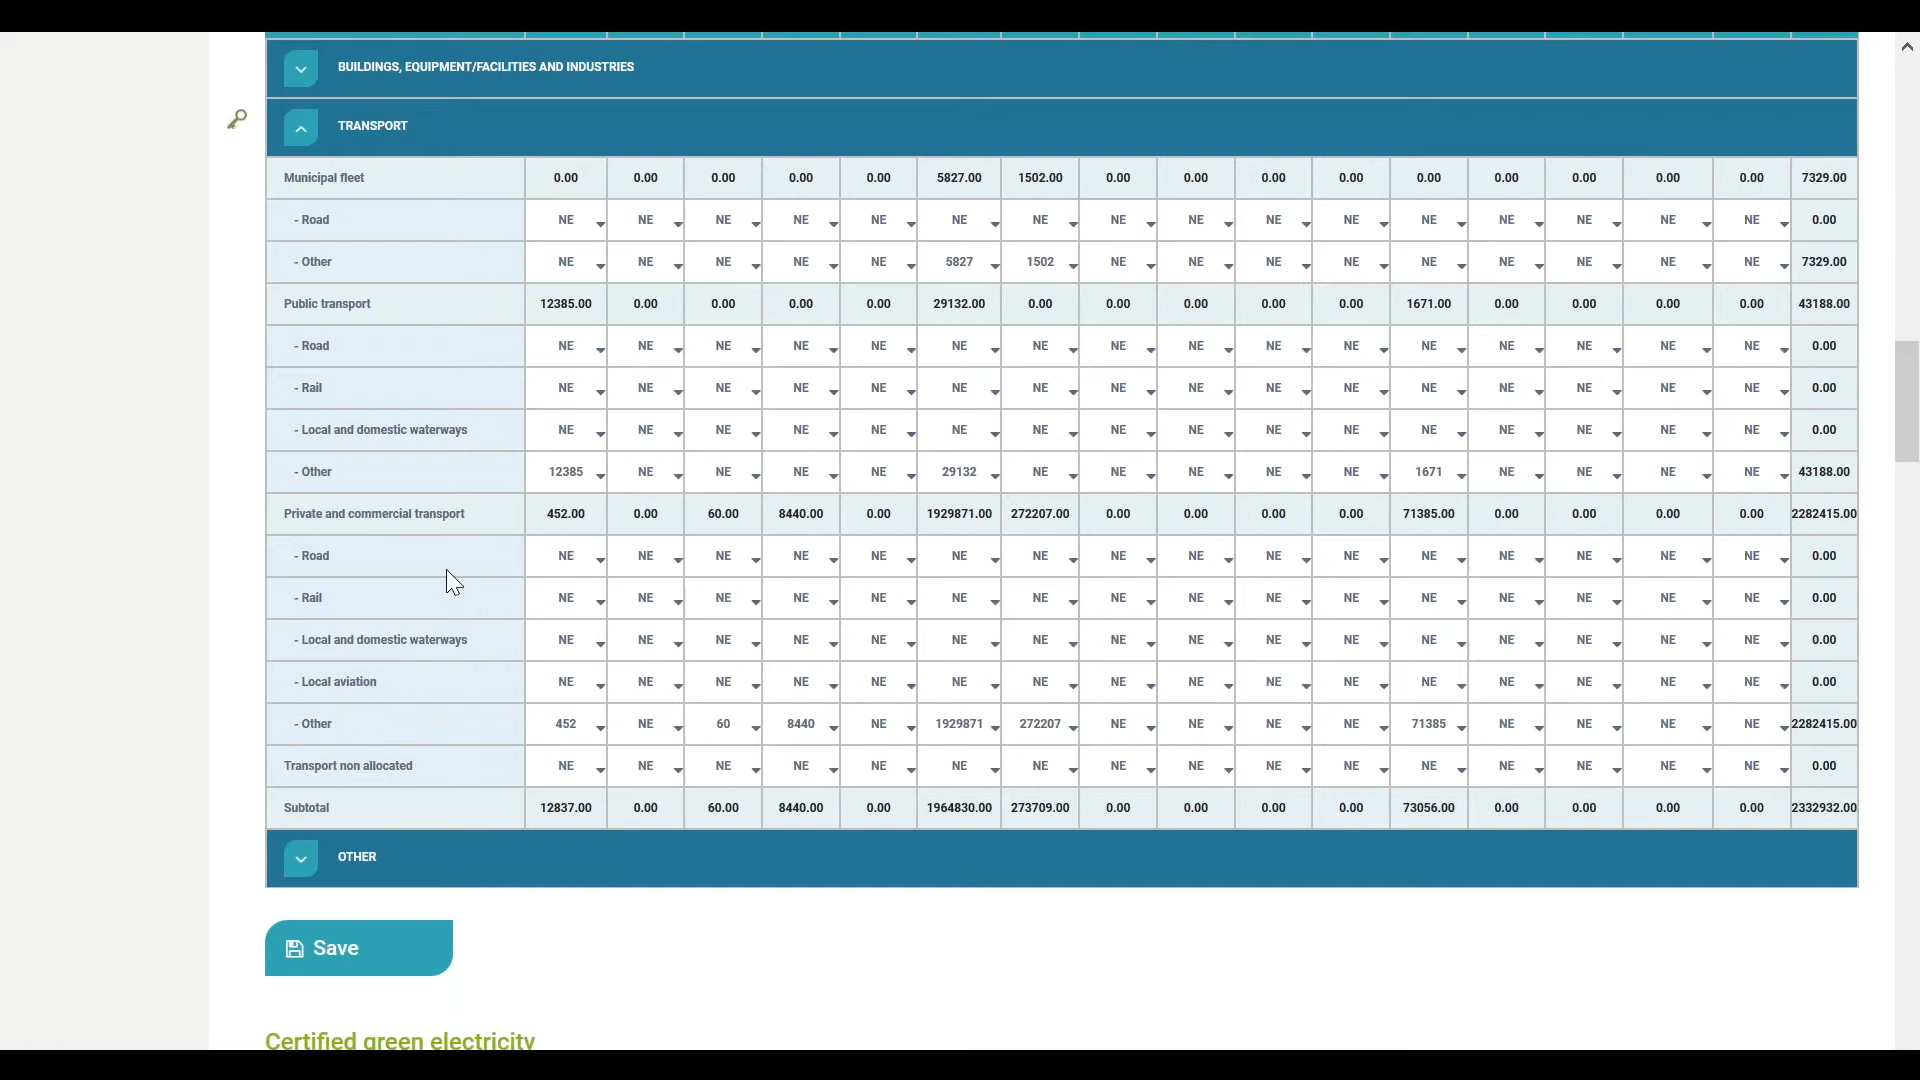 BUILDINGS, EQUIPMENT/FACILITIES AND INDUSTRIES
TRANSPORT
Municipal fleet 0.00 0.00 0.00 0.00 0.00 5827.00 1502.00 0.00 0.00 0.00 0.00 0.00 0.00 0.00 0.00 0.00 7329.00
- Road NE NE NE NE NE NE NE NE NE NE NE NE NE NE NE NE 0.00
- Other NE NE NE NE NE 5827 1502 NE NE NE NE NE NE NE NE NE 7329.00
Public transport 12385.00 0.00 0.00 0.00 0.00 29132.00 0.00 0.00 0.00 0.00 0.00 1671.00 0.00 0.00 0.00 0.00 43188.00
- Road NE NE NE NE NE NE NE NE NE NE NE NE NE NE NE NE 0.00
- Rail NE NE NE NE NE NE NE NE NE NE NE NE NE NE NE NE 0.00
- Local and domestic waterways NE NE NE NE NE NE NE NE NE NE NE NE NE NE NE NE 0.00
- Other 12385 NE NE NE NE 29132 NE NE NE NE NE 1671 NE NE NE NE 43188.00
Private and commercial transport 452.00 0.00 60.00 8440.00 0.00 1929871.00 272207.00 0.00 0.00 0.00 0.00 71385.00 0.00 0.00 0.00 0.00 2282415.00
- Road NE NE NE NE NE NE NE NE NE NE NE NE NE NE NE NE 0.00
- Rail NE NE NE NE NE NE NE NE NE NE NE NE NE NE NE NE 0.00
- Local and domestic waterways NE NE NE NE NE NE NE NE NE NE NE NE NE NE NE NE 0.00
- Local aviation NE NE NE NE NE NE NE NE NE NE NE NE NE NE NE NE 0.00
- Other 452 NE 60 8440 NE 1929871 272207 NE NE NE NE 71385 NE NE NE NE 2282415.00
Transport non allocated NE NE NE NE NE NE NE NE NE NE NE NE NE NE NE NE 0.00
Subtotal 12837.00 0.00 60.00 8440.00 0.00 1964830.00 273709.00 0.00 0.00 0.00 0.00 73056.00 0.00 0.00 0.00 0.00 2332932.00
OTHER
Save
Certified green electricity